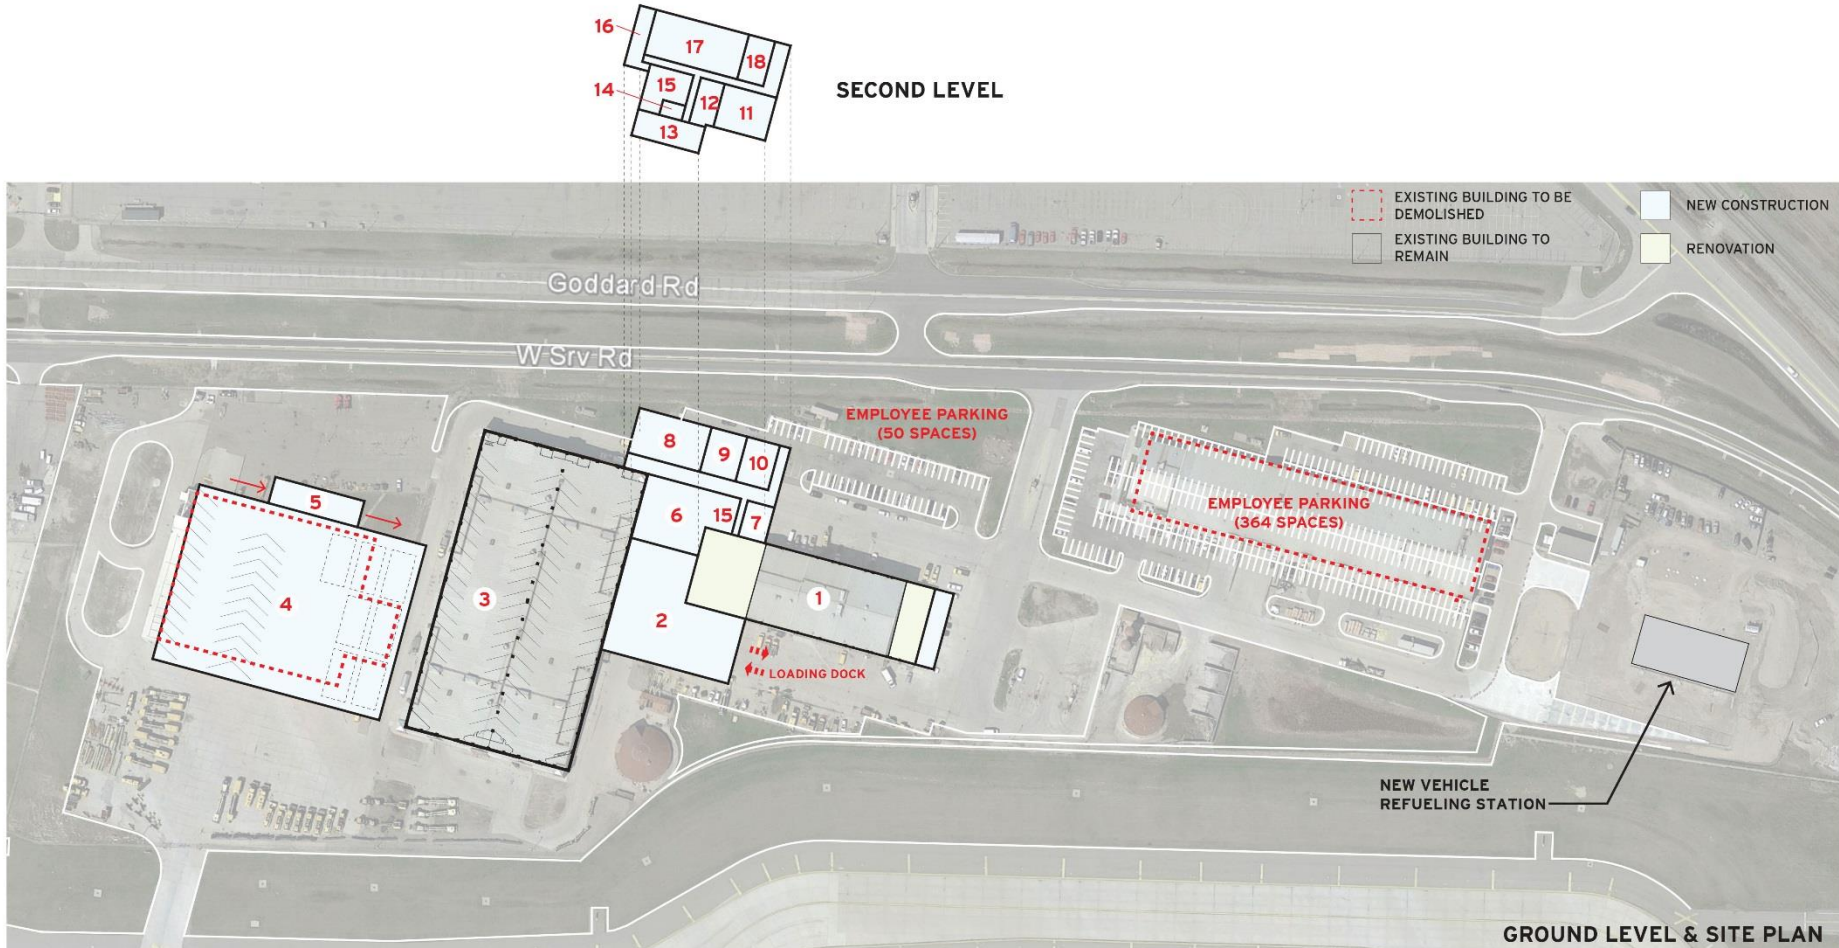 16
17
18
15
14
12
11
13
SECOND LEVEL
EXISTING BUILDING TO BE
DEMOLISHED
NEW CONSTRUCTION
EXISTING BUILDING TO
REMAIN
RENOVATION
Goddard Rd
W Srv Rd
EMPLOYEE PARKING
(50 SPACES)
8
9
10
5
6
15
7
EMPLOYEE PARKING
(364 SPACES)
4
3
1
2
LOADING DOCK
NEW VEHICLE
REFUELING STATION
GROUND LEVEL & SITE PLAN